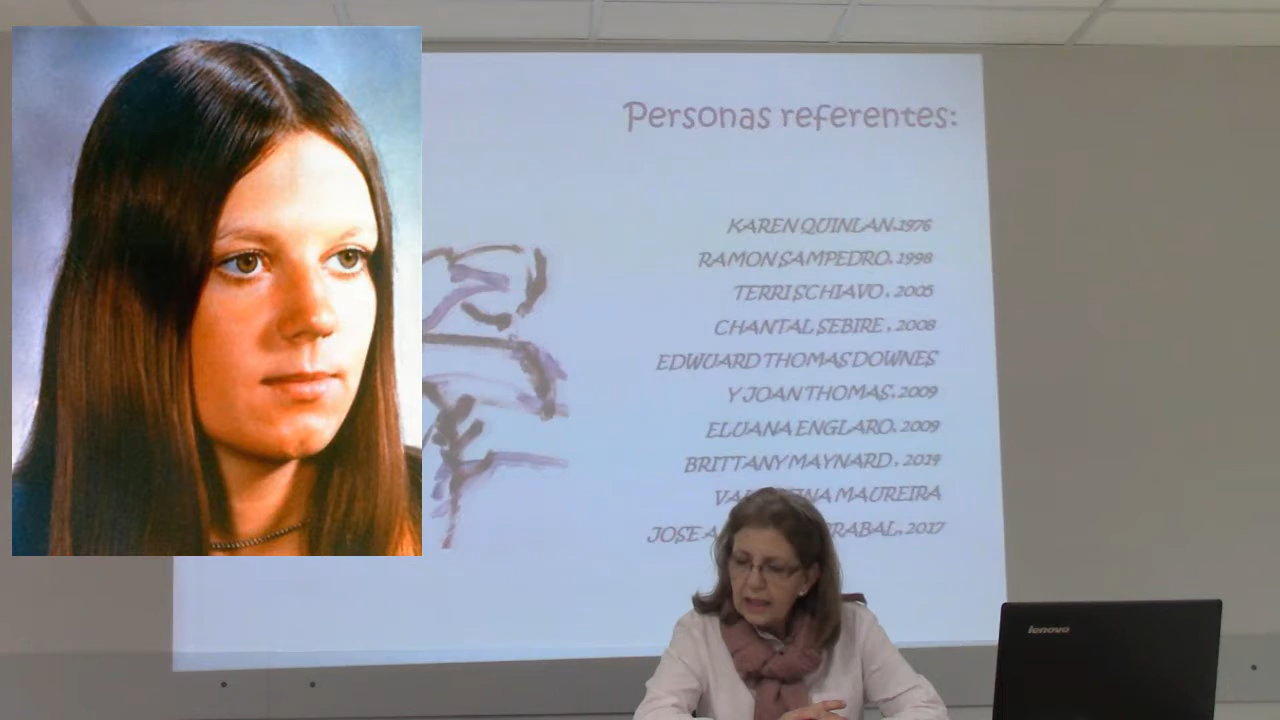 Personas referentes:
KAREN QUINLAN.1976
RAMON SAMPEDRO. 1998
TERRI SCHIAVO . 2005
CHANTAL SEBIRE . 2008
EDWUARD THOMAS DOWNES
Y JOAN THOMAS. 2009
ELUANA ENGLARO. 2009
BRITTANY MAYNARD . 2014
MAUREIRA
JOSE
2017
lenovo